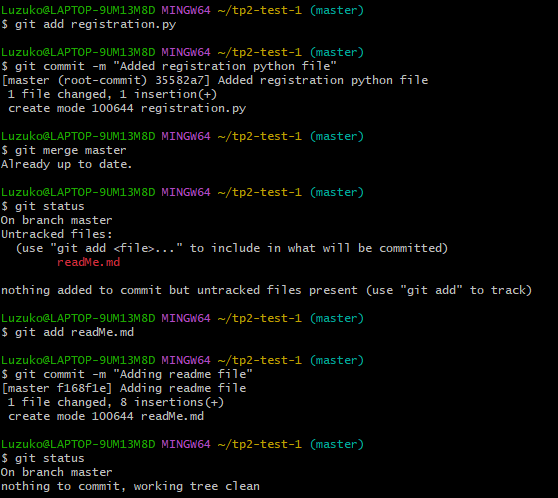 Luzuko@LAPTOP-9UM13M8D MINGW64 ~/tp2-test-1 (master)
$ git add registration.py
Luzuko@LAPTOP-9UM13M8D MINGW64 ~/tp2-test-1 (master)
$ git commit -m "Added registration python file"
[master (root-commit) 35582a7] Added registration python file
1 file changed, 1 insertion(+)
create mode 100644 registration.py
Luzuko@LAPTOP-9UM13M8D MINGW64 ~/tp2-test-1 (master)
$ git merge master
Already up to date.
Luzuko@LAPTOP-9UM13M8D MINGW64 ~/tp2-test-1 (master)
$ git status
On branch master
Untracked files:
(use "git add <file>..." to include in what will be committed)
readMe.md
nothing added to commit but untracked files present (use "git add" to track)
Luzuko@LAPTOP-9UM13M8D MINGW64 ~/tp2-test-1 (master)
$ git add readMe.md
Luzuko@LAPTOP-9UM13M8D MINGW64 ~/tp2-test-1 (master)
$ git commit -m "Adding readme file"
[master f168f1e] Adding readme file
1 file changed, 8 insertions(+)
create mode 100644 readMe.md
Luzuko@LAPTOP-9UM13M8D MINGW64 ~/tp2-test-1 (master)
$ git status
On branch master
nothing to commit, working tree clean